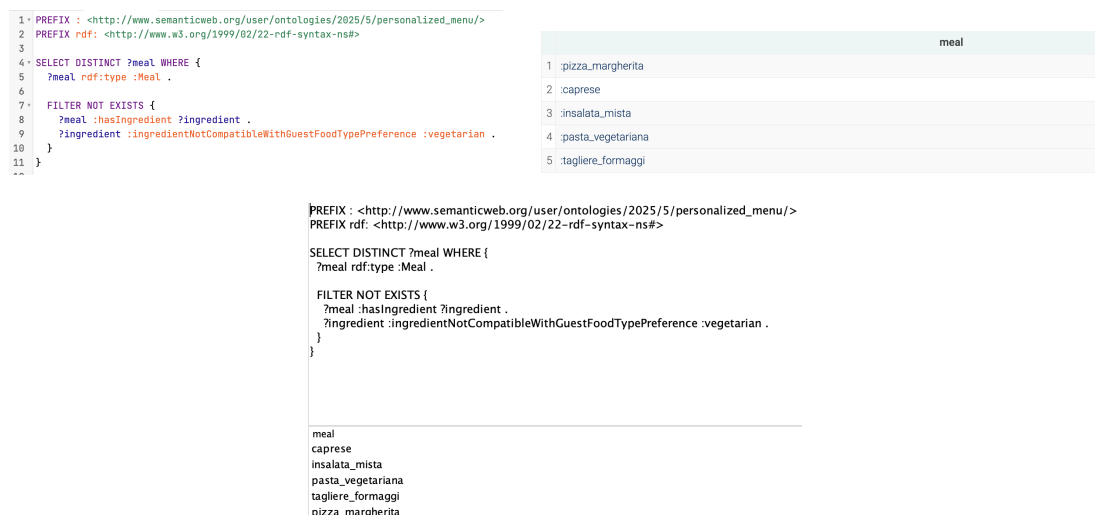 1 PREFIX : <http://www.semanticweb.org/user/ontologies/2025/5/personalized_menu/>
2 PREFIX rdf: <http://www.w3.org/1999/02/22-rdf-syntax-ns#>
3
4 SELECT DISTINCT ?meal WHERE {
5 ?meal rdf:type :Meal .
6
7 FILTER NOT EXISTS {
8 ?meal :hasIngredient ?ingredient .
9 ?ingredient :ingredientNotCompatibleWithGuestFoodTypePreference :vegetarian .
10 }
11 }
meal
1 :pizza_margherita
2 :caprese
3 :insalata_mista
4 :pasta_vegetariana
5 :tagliere_formaggi
PREFIX : <http://www.semanticweb.org/user/ontologies/2025/5/personalized_menu/>
PREFIX rdf: <http://www.w3.org/1999/02/22-rdf-syntax-ns#>
SELECT DISTINCT ?meal WHERE {
?meal rdf:type :Meal .
FILTER NOT EXISTS {
?meal :hasIngredient ?ingredient .
?ingredient :ingredientNotCompatibleWithGuestFoodTypePreference :vegetarian .
}
}
meal
caprese
insalata_mista
pasta_vegetariana
tagliere_formaggi
pizza_margherita